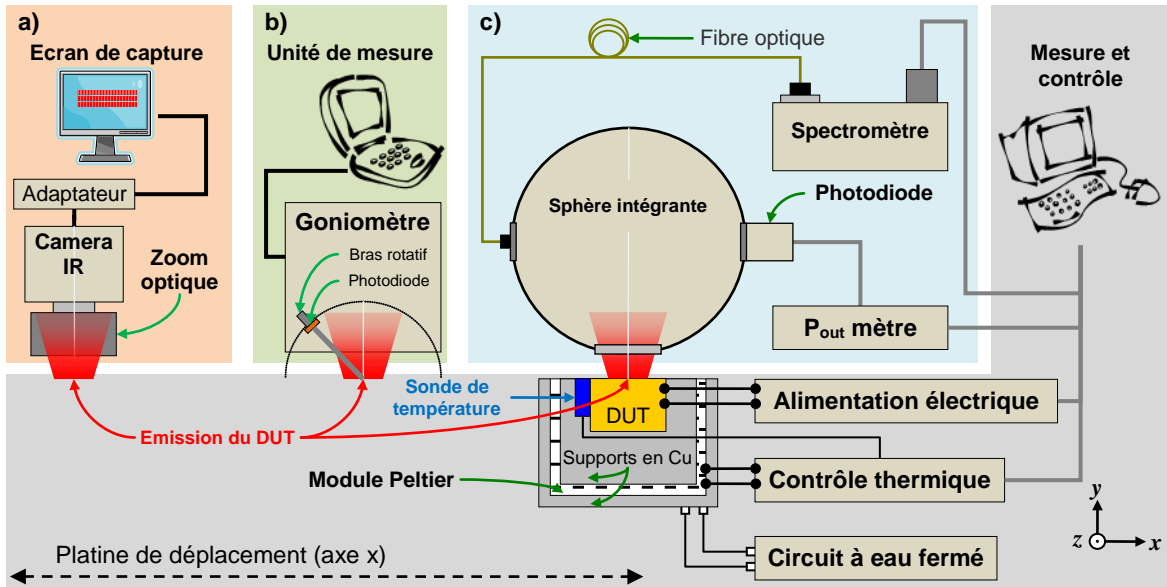 a)
Ecran de capture
Adaptateur
Camera
IR
Zoom
optique
b)
Unité de mesure
Goniomètre
Bras rotatif
Photodiode
c)
Fibre optique
Spectromètre
Sphère intégrante
Photodiode
Pout mètre
Mesure et
contrôle
Sonde de
température
DUT
Alimentation électrique
Emission du DUT
Supports en Cu
Module Peltier
Contrôle thermique
Circuit à eau fermé
Platine de déplacement (axe x)
y
z
x